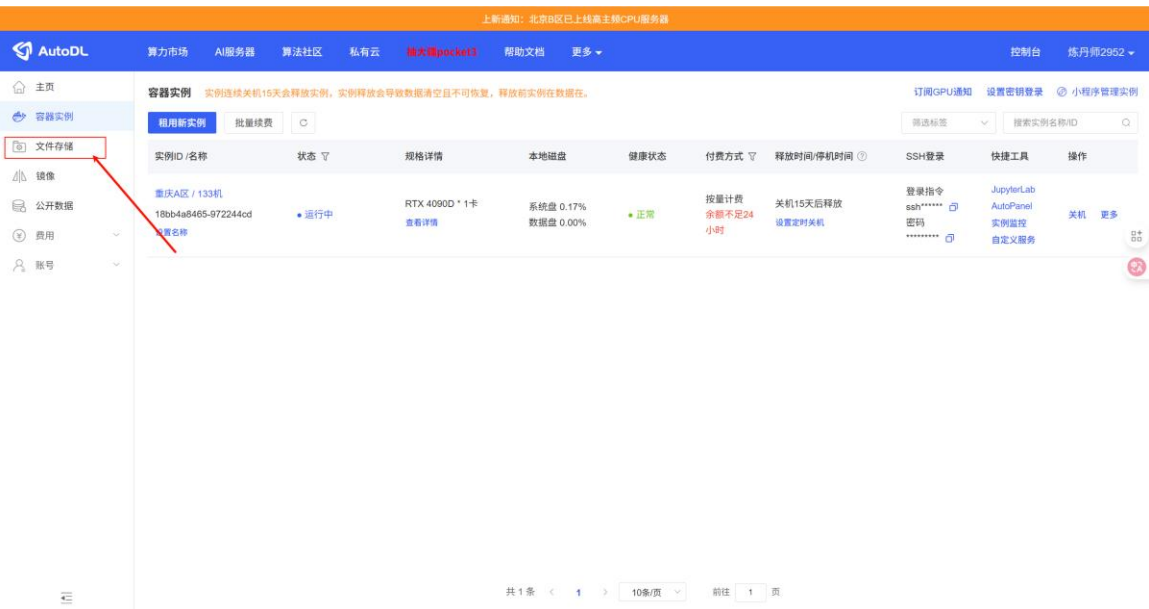 上新通知：北京B区已上线高主频CPU服务器
AutoDL 算力市场 AI服务器 算法社区 私有云 抽大疆pocket3 帮助文档 更多 控制台 炼丹师2952
主页
容器实例
文件存储
镜像
公开数据
费用
账号
容器实例 实例连续关机15天会释放实例，实例释放会导致数据清空且不可恢复，释放前实例在数据在。 订阅GPU通知 设置密钥登录 小程序管理实例
租用新实例 批量续费 筛选标签 搜索实例名称/ID
实例ID /名称 状态 规格详情 本地磁盘 健康状态 付费方式 释放时间/停机时间 SSH登录 快捷工具 操作
重庆A区 / 133机
18bb4a8465-972244cd
设置名称
运行中
RTX 4090D * 1卡
查看详情
系统盘 0.17%
数据盘 0.00%
正常
按量计费
余额不足24
小时
关机15天后释放
设置定时关机
登录指令
ssh******
密码
*********
JupyterLab
AutoPanel
实例监控
自定义服务
关机 更多
共 1 条 1 10条/页 前往 1 页